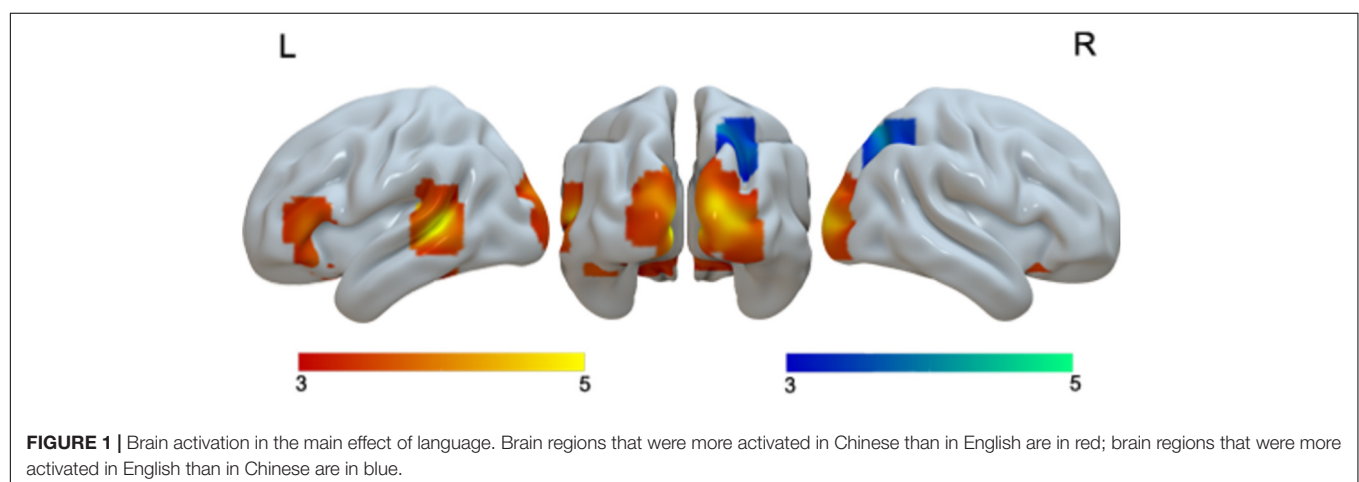 L
R
3
5
3
5
FIGURE 1 | Brain activation in the main effect of language. Brain regions that were more activated in Chinese than in English are in red; brain regions that were more
activated in English than in Chinese are in blue.